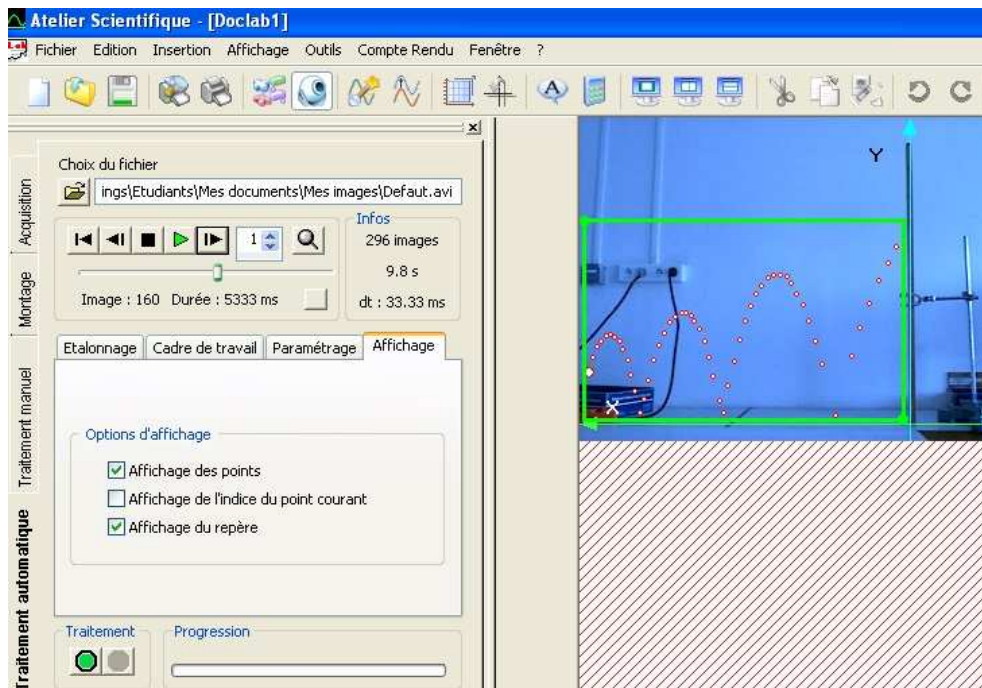 Atelier Scientifique - [Doclab1]
Fichier Edition Insertion Affichage Outils Compte Rendu Fenêtre ?
A
x
Acquisition
Montage
Traitement manuel
Traitement automatique
Choix du fichier
ings\Etudiants\Mes documents\Mes images\Defaut.avi
1
Image : 160 Durée : 5333 ms
Infos
296 images
9.8 s
dt : 33.33 ms
Etalonnage Cadre de travail Paramétrage Affichage
Options d'affichage
Affichage des points
Affichage de l'indice du point courant
Affichage du repère
Traitement
Progression
Y
X